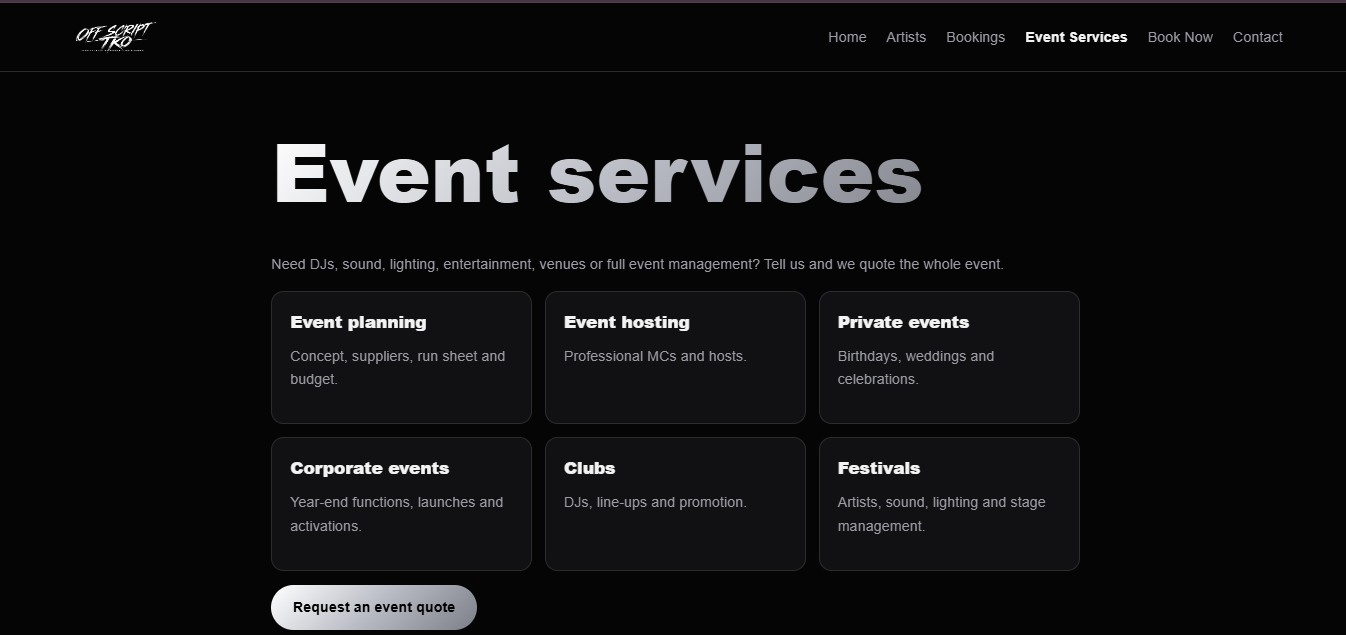 OFF SCRIPT
TKO
Home Artists Bookings Event Services Book Now Contact
Event services
Need DJs, sound, lighting, entertainment, venues or full event management? Tell us and we quote the whole event.
Event planning
Concept, suppliers, run sheet and
budget.
Event hosting
Professional MCs and hosts.
Private events
Birthdays, weddings and
celebrations.
Corporate events
Year-end functions, launches and
activations.
Clubs
DJs, line-ups and promotion.
Festivals
Artists, sound, lighting and stage
management.
Request an event quote